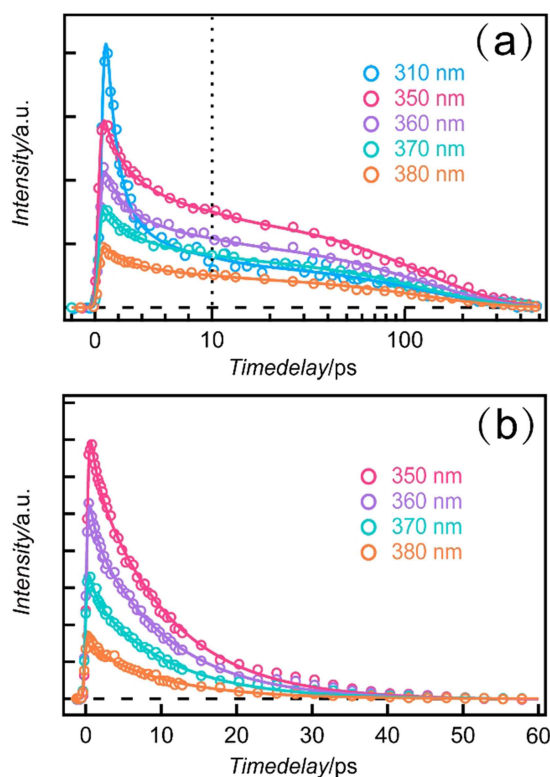 (a)
310 nm
350 nm
360 nm
370 nm
380 nm
Intensity/a.u.
0
10
100
Timedelay/ps
(b)
350 nm
360 nm
370 nm
380 nm
Intensity/a.u.
0
10
20
30
40
50
60
Timedelay/ps